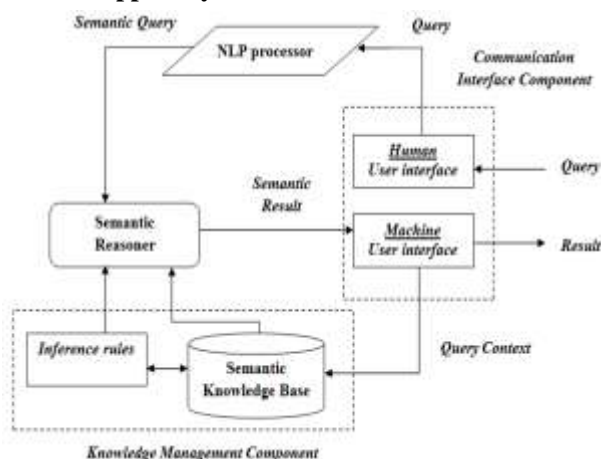 Semantic Query
Query
NLP processor
Communication
Interface Component
Human
User interface
Query
Semantic
Result
Semantic
Reasoner
Machine
User interface
Result
Inference rules
Semantic
Knowledge Base
Query Context
Knowledge Management Component